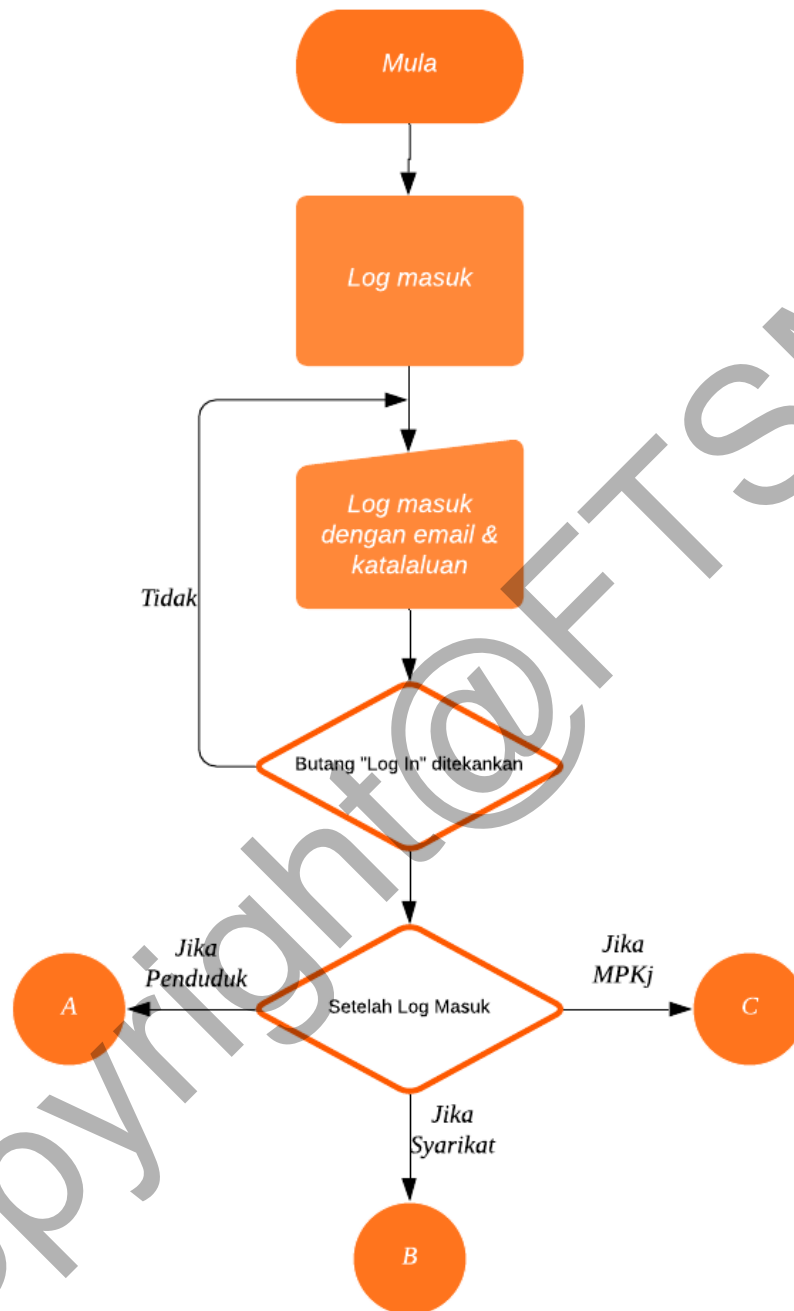 Mula
Log masuk
Log masuk
dengan email &
katalaluan
Tidak
Butang "Log In" ditekankan
Jika
Penduduk
Jika
MPKj
A
Setelah Log Masuk
C
Jika
Syarikat
B
pyright@FTS